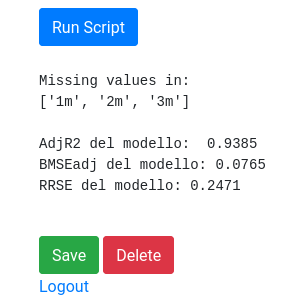 Run Script
Missing values in:
['1m', '2m', '3m']
AdjR2 del modello:  0.9385
BMSEadj del modello: 0.0765
RRSE del modello: 0.2471
Save Delete
Logout